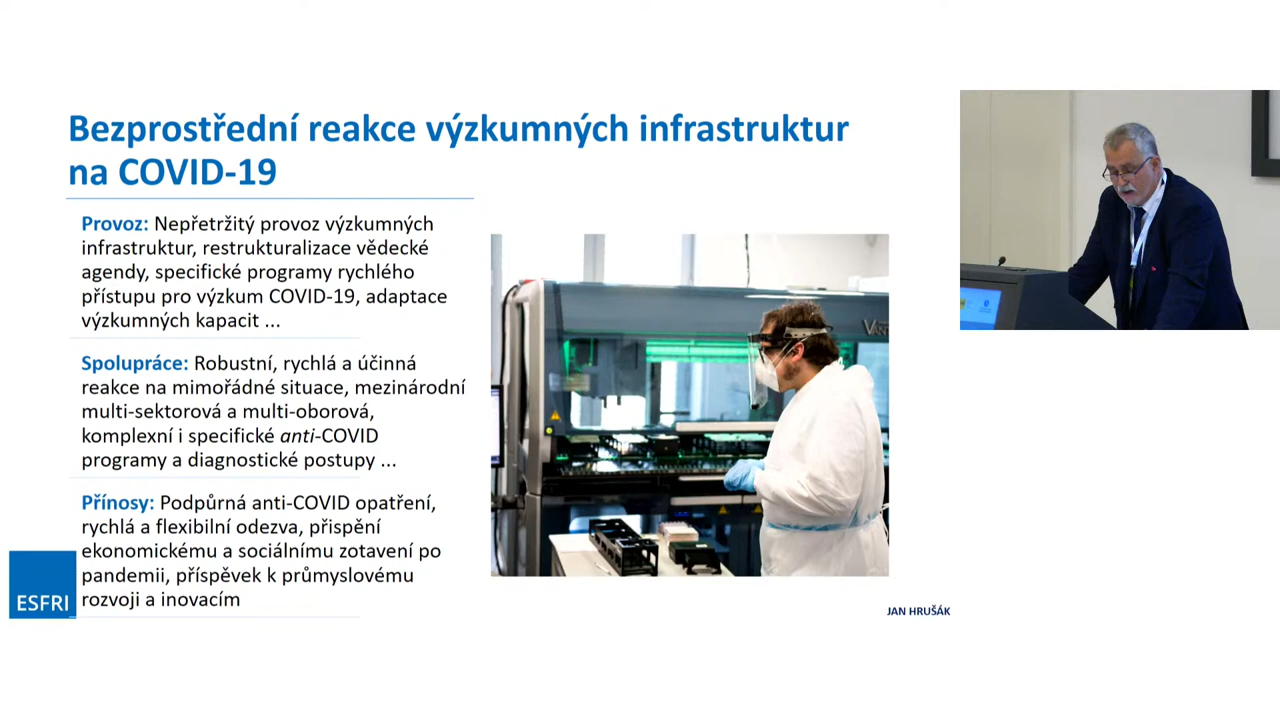 Bezprostřední reakce výzkumných infrastruktur
na COVID-19
Provoz: Nepřetržitý provoz výzkumných
infrastruktur, restrukturalizace vědecké
agendy, specifické programy rychlého
přístupu pro výzkum COVID-19, adaptace
výzkumných kapacit ...
Spolupráce: Robustní, rychlá a účinná
reakce na mimořádné situace, mezinárodní
multi-sektorová a multi-oborová,
komplexní i specifické anti-COVID
programy a diagnostické postupy ...
Přínosy: Podpůrná anti-COVID opatření,
rychlá a flexibilní odezva, přispění
ekonomickému a sociálnímu zotavení po
pandemii, příspěvek k průmyslovému
rozvoji a inovacím
ESFRI
JAN HRUŠÁK